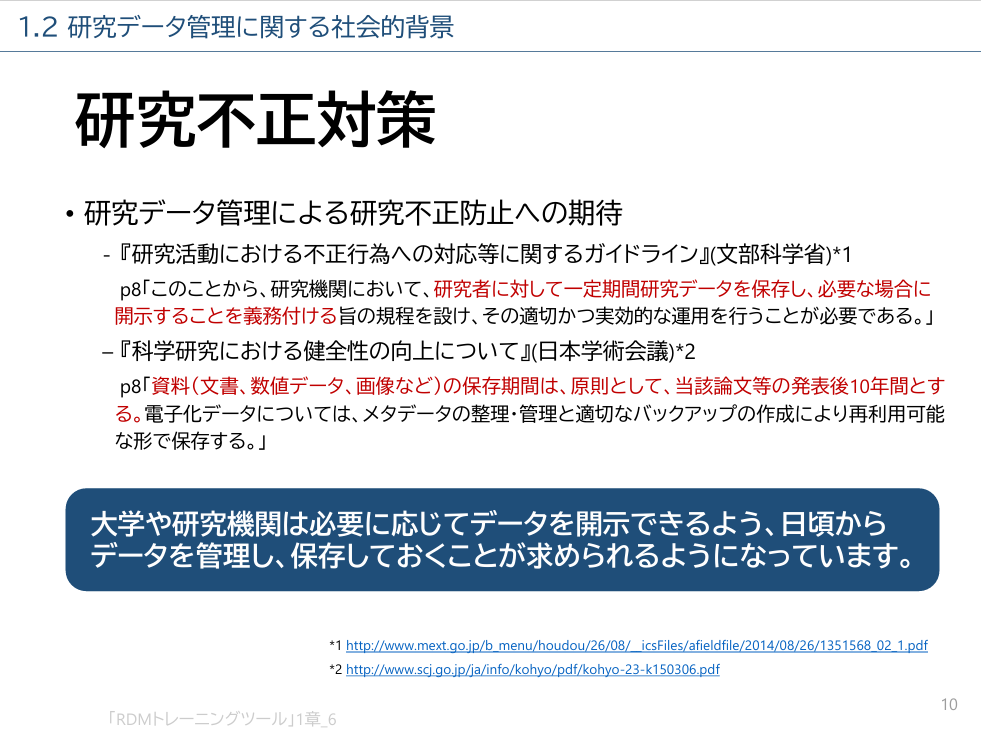 1.2 研究データ管理に関する社会的背景
研究不正対策
• 研究データ管理による研究不正防止への期待
- 『研究活動における不正行為への対応等に関するガイドライン』(文部科学省)*1
p8「このことから、研究機関において、研究者に対して一定期間研究データを保存し、必要な場合に
開示することを義務付ける旨の規程を設け、その適切かつ実効的な運用を行うことが必要である。」
– 『科学研究における健全性の向上について』(日本学術会議)*2
p8「資料（文書、数値データ、画像など）の保存期間は、原則として、当該論文等の発表後10年間とす
る。電子化データについては、メタデータの整理・管理と適切なバックアップの作成により再利用可能
な形で保存する。」
大学や研究機関は必要に応じてデータを開示できるよう、日頃から
データを管理し、保存しておくことが求められるようになっています。
*1 http://www.mext.go.jp/b_menu/houdou/26/08/__icsFiles/afieldfile/2014/08/26/1351568_02_1.pdf
*2 http://www.scj.go.jp/ja/info/kohyo/pdf/kohyo-23-k150306.pdf
10
「RDMトレーニングツール」1章_6